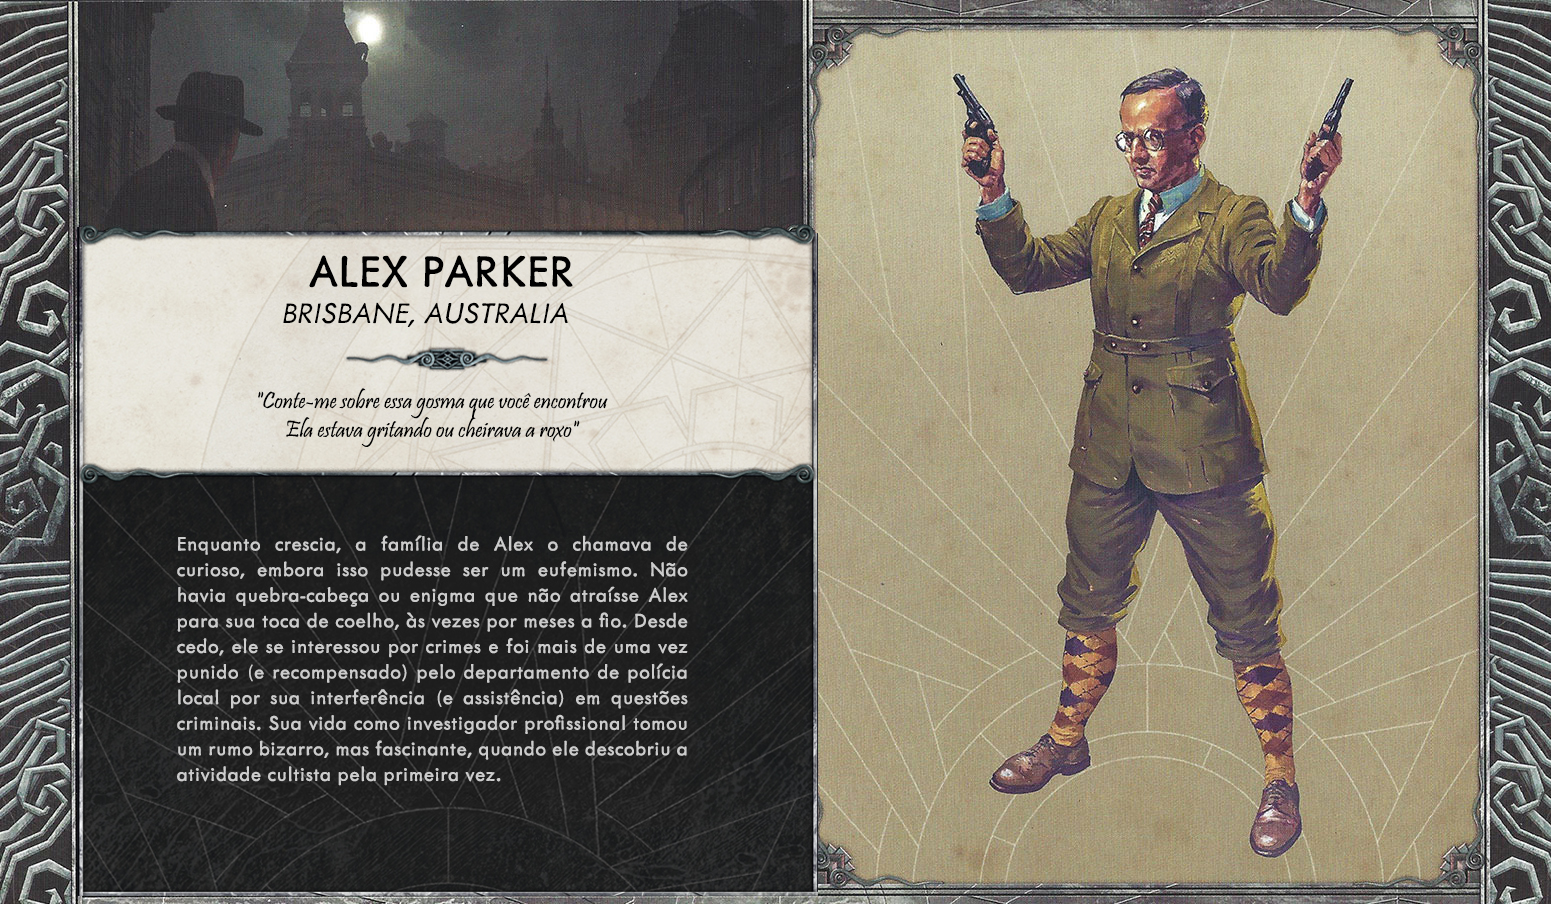 ALEX PARKER
BRISBANE, AUSTRALIA
"Conte-me sobre essa gosma que você encontrou
Ela estava gritando ou cheirava a roxo"
Enquanto crescia, a família de Alex o chamava de
curioso, embora isso pudesse ser um eufemismo. Não
havia quebra-cabeça ou enigma que não atraísse Alex
para sua toca de coelho, às vezes por meses a fio. Desde
cedo, ele se interessou por crimes e foi mais de uma vez
punido (e recompensado) pelo departamento de polícia
local por sua interferência (e assistência) em questões
criminais. Sua vida como investigador profissional tomou
um rumo bizarro, mas fascinante, quando ele descobriu a
atividade cultista pela primeira vez.